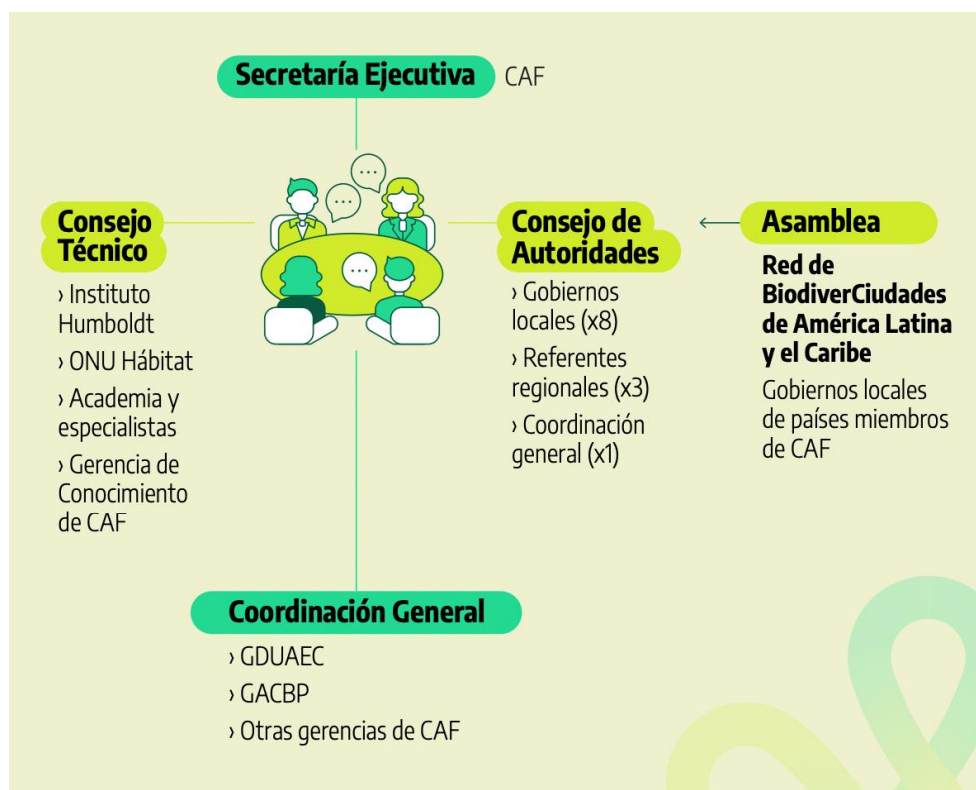 Secretaría Ejecutiva CAF
Consejo
Técnico
› Instituto
Humboldt
› ONU Hábitat
› Academia y
especialistas
› Gerencia de
Conocimiento
de CAF
Consejo de
Autoridades
› Gobiernos
locales (x8)
› Referentes
regionales (x3)
› Coordinación
general (x1)
Asamblea
Red de
BiodiverCiudades
de América Latina
y el Caribe
Gobiernos locales
de países miembros
de CAF
Coordinación General
› GDUAEC
› GACBP
› Otras gerencias de CAF